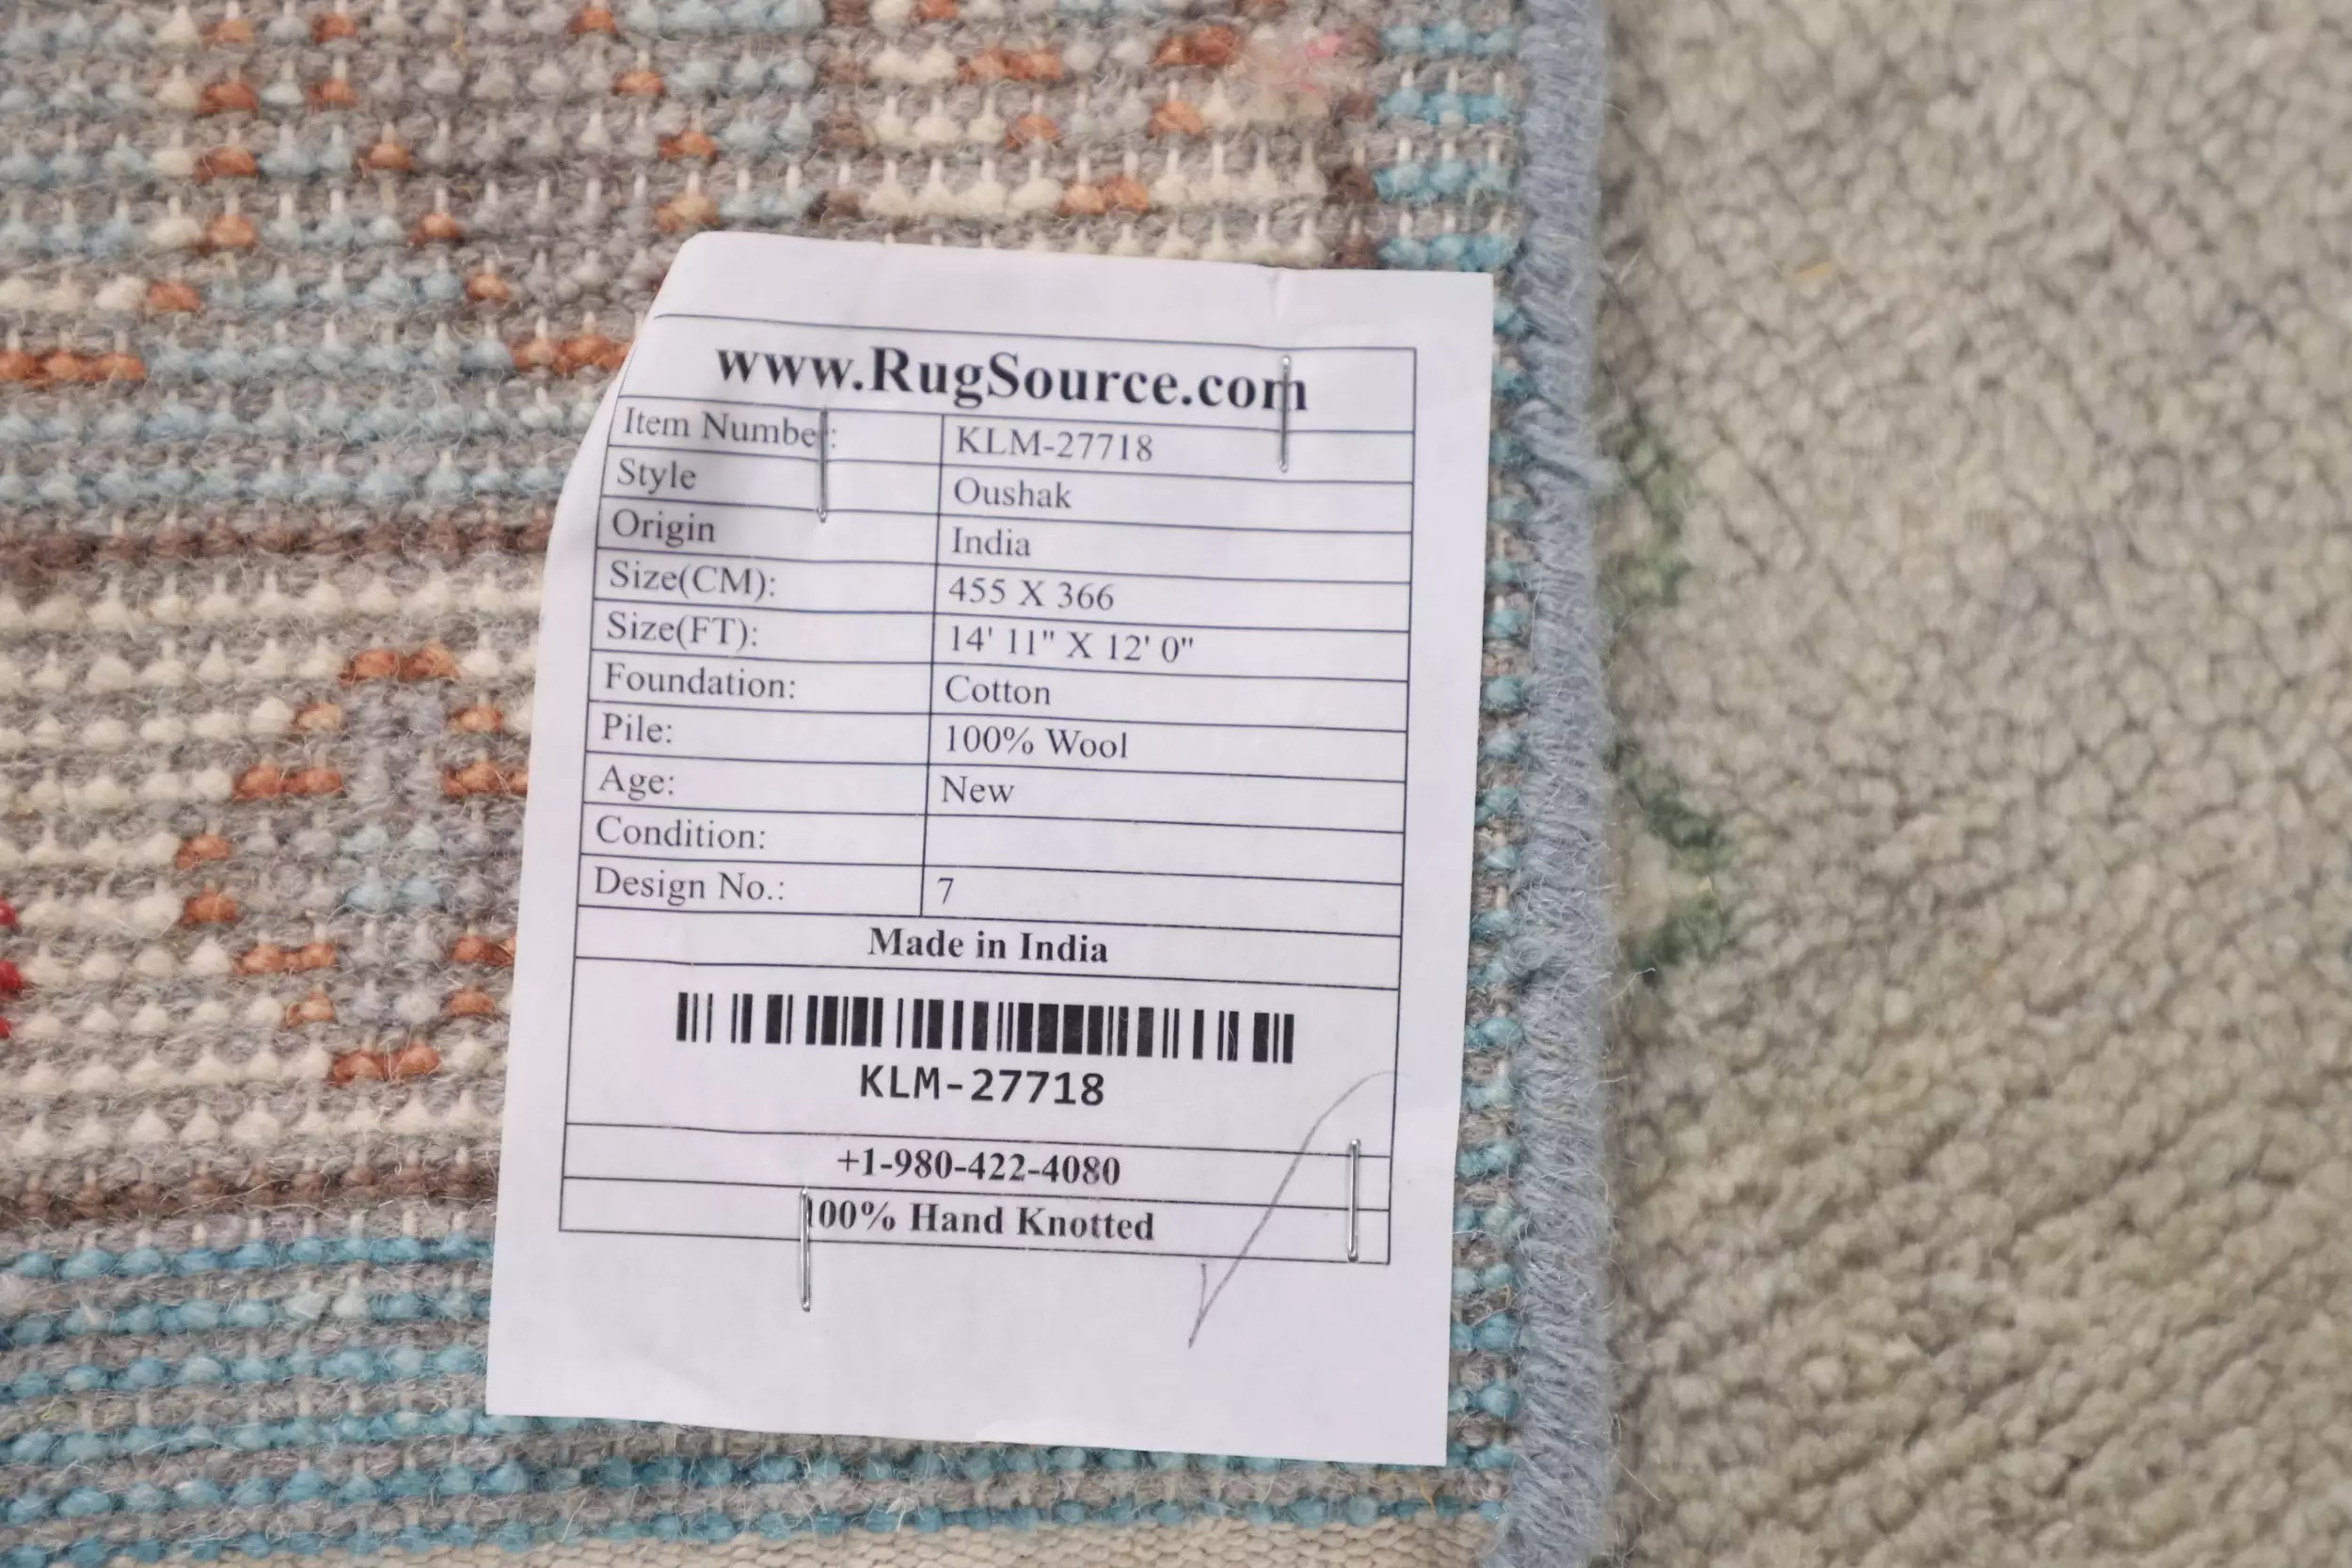 www.RugSource.com
Item Number: KLM-27718
Style Oushak
Origin India
Size(CM): 455 X 366
Size(FT): 14' 11" X 12' 0"
Foundation: Cotton
Pile: 100% Wool
Age: New
Condition:
Design No.: 7
Made in India
KLM-27718
+1-980-422-4080
100% Hand Knotted